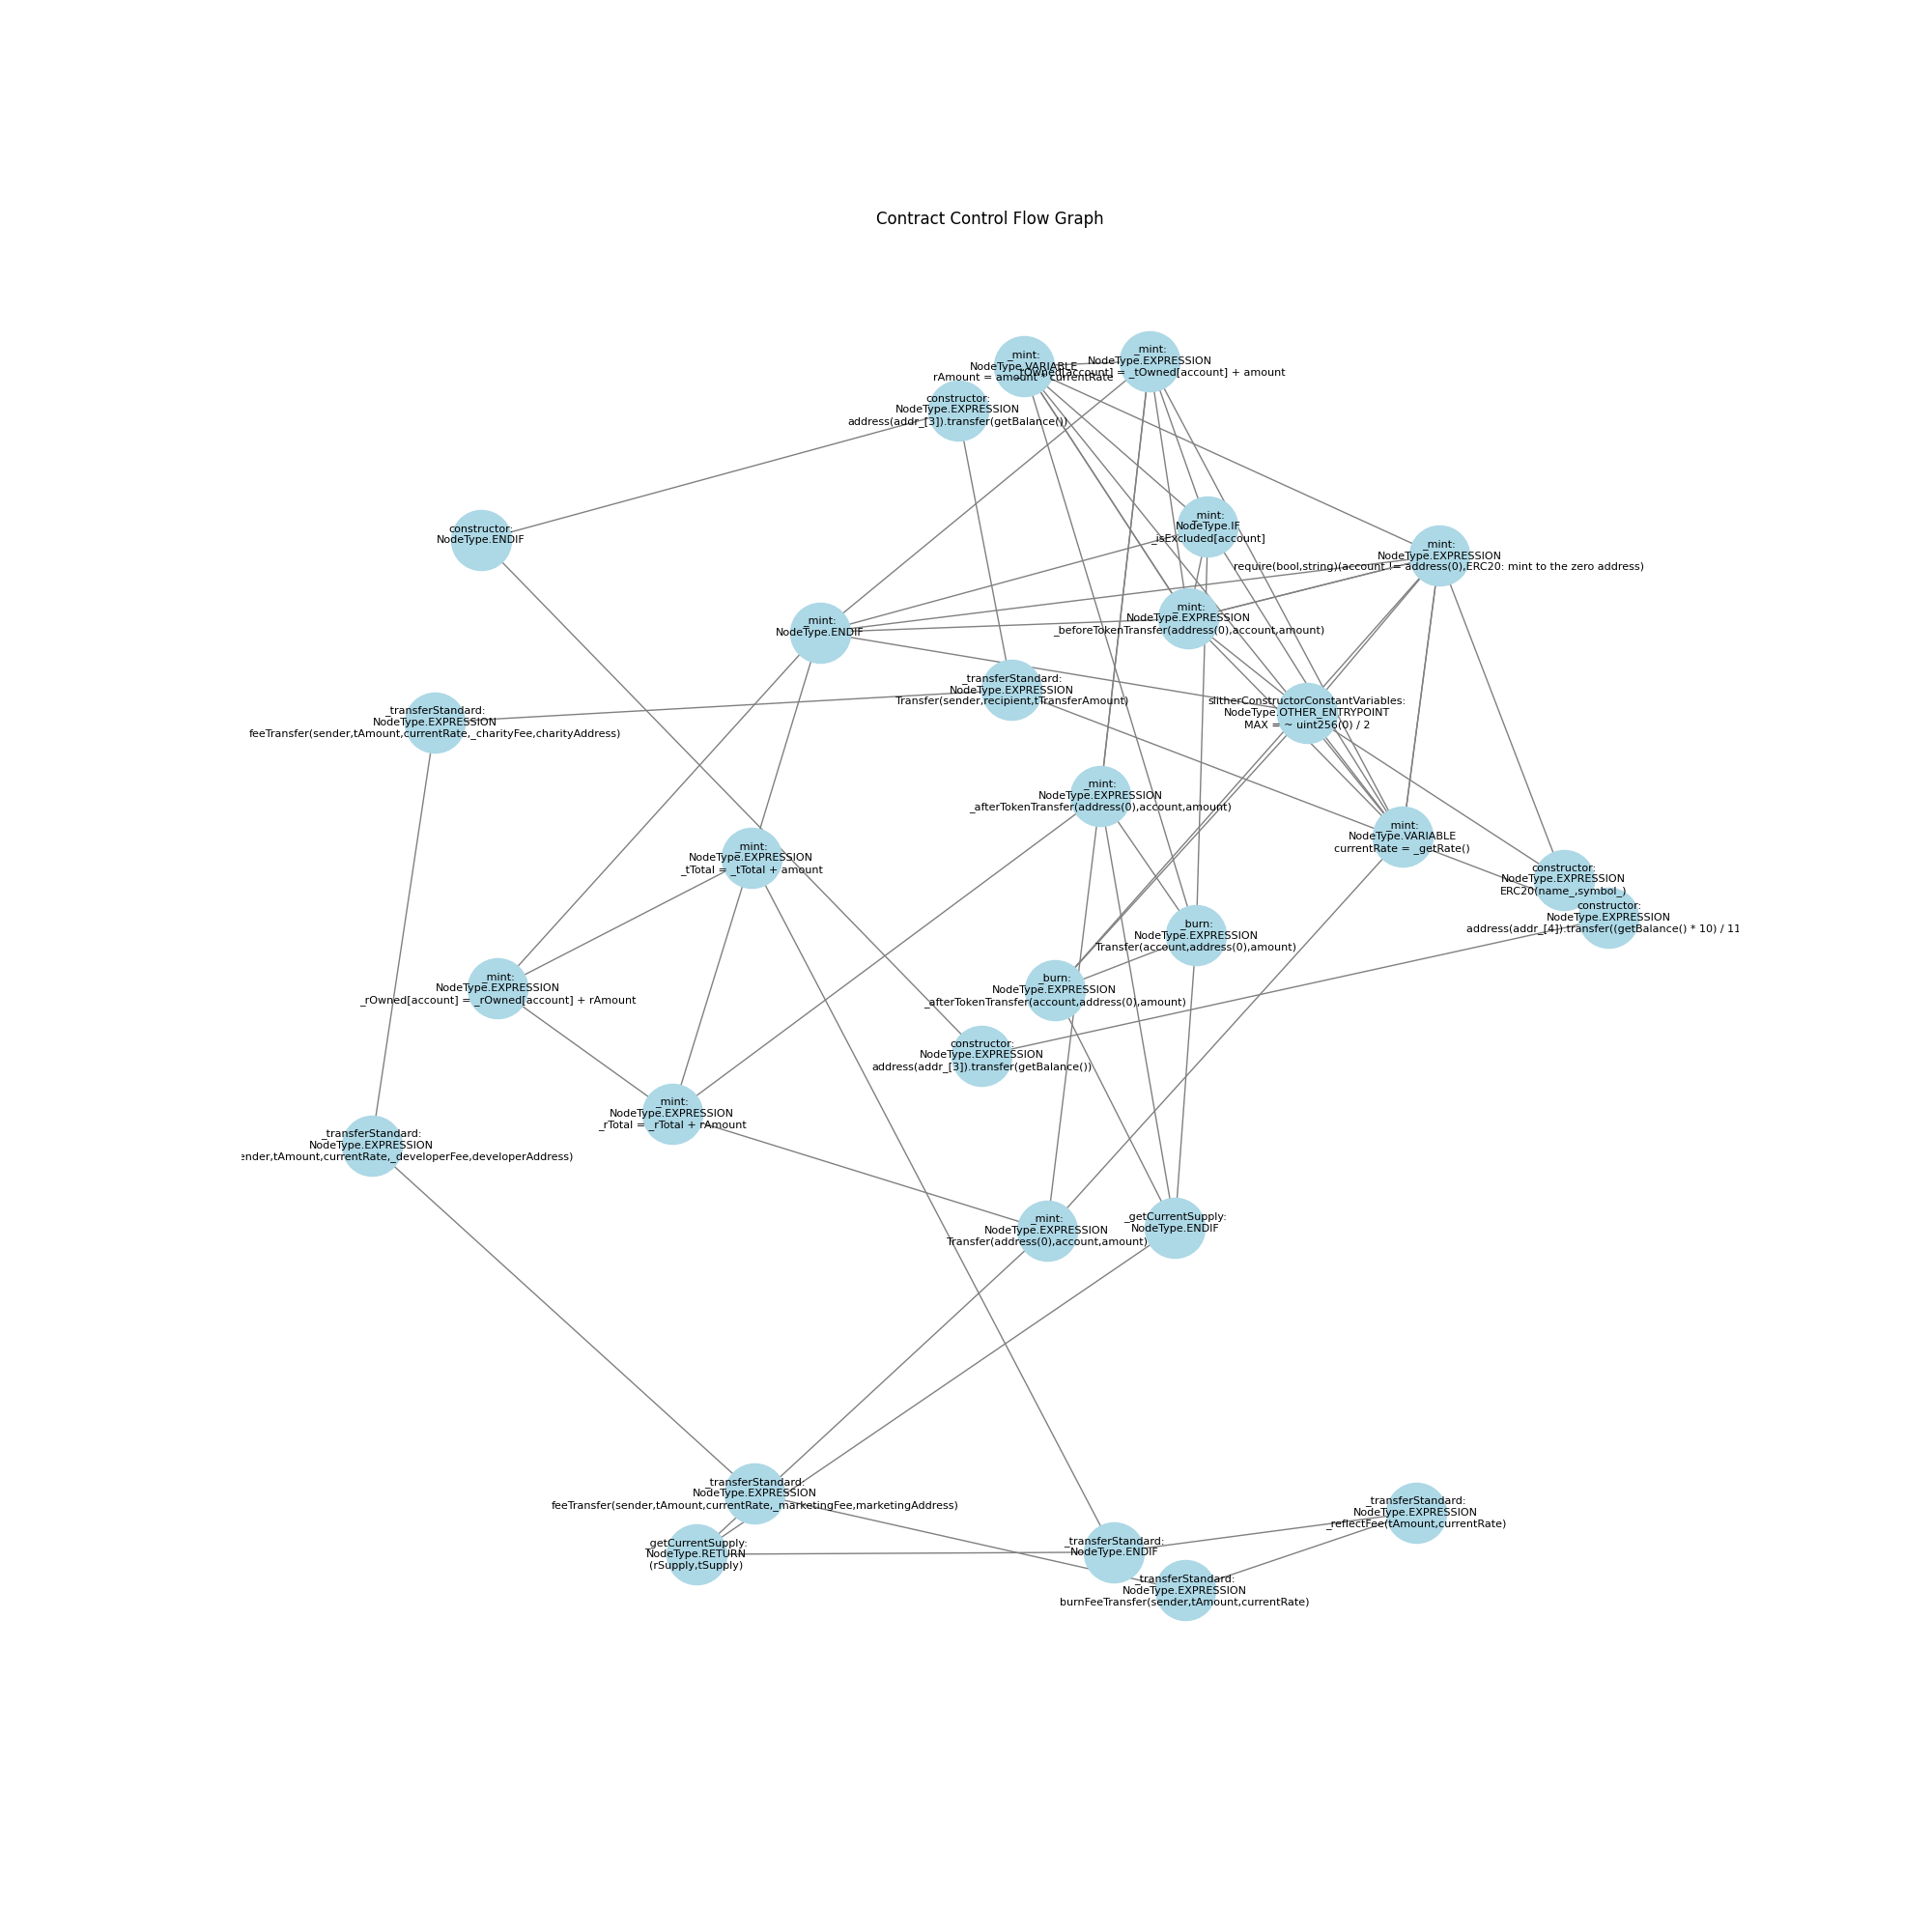 Contract Control Flow Graph
_mint:
NodeType.VARIABLE
rAmount = amount * currentRate
_mint:
NodeType.EXPRESSION
_tOwned[account] = _tOwned[account] + amount
constructor:
NodeType.EXPRESSION
address(addr_[3]).transfer(getBalance())
constructor:
NodeType.ENDIF
_mint:
NodeType.IF
_isExcluded[account]
_mint:
NodeType.EXPRESSION
require(bool,string)(account != address(0),ERC20: mint to the zero address)
_mint:
NodeType.ENDIF
_mint:
NodeType.EXPRESSION
_beforeTokenTransfer(address(0),account,amount)
_transferStandard:
NodeType.EXPRESSION
Transfer(sender,recipient,tTransferAmount)
_transferStandard:
NodeType.EXPRESSION
feeTransfer(sender,tAmount,currentRate,_charityFee,charityAddress)
slitherConstructorConstantVariables:
NodeType.OTHER_ENTRYPOINT
MAX = ~ uint256(0) / 2
_mint:
NodeType.EXPRESSION
_afterTokenTransfer(address(0),account,amount)
_mint:
NodeType.VARIABLE
currentRate = _getRate()
_mint:
NodeType.EXPRESSION
_tTotal = _tTotal + amount
constructor:
NodeType.EXPRESSION
ERC20(name_,symbol_)
constructor:
NodeType.EXPRESSION
address(addr_[4]).transfer((getBalance() * 10) / 11
_burn:
NodeType.EXPRESSION
Transfer(account,address(0),amount)
_mint:
NodeType.EXPRESSION
_rOwned[account] = _rOwned[account] + rAmount
_burn:
NodeType.EXPRESSION
_afterTokenTransfer(account,address(0),amount)
constructor:
NodeType.EXPRESSION
address(addr_[3]).transfer(getBalance())
_mint:
NodeType.EXPRESSION
_rTotal = _rTotal + rAmount
_transferStandard:
NodeType.EXPRESSION
ender,tAmount,currentRate,_developerFee,developerAddress)
_mint:
NodeType.EXPRESSION
Transfer(address(0),account,amount)
_getCurrentSupply:
NodeType.ENDIF
_transferStandard:
NodeType.EXPRESSION
feeTransfer(sender,tAmount,currentRate,_marketingFee,marketingAddress)
_getCurrentSupply:
NodeType.RETURN
(rSupply,tSupply)
_transferStandard:
NodeType.EXPRESSION
_reflectFee(tAmount,currentRate)
_transferStandard:
NodeType.ENDIF
_transferStandard:
NodeType.EXPRESSION
burnFeeTransfer(sender,tAmount,currentRate)